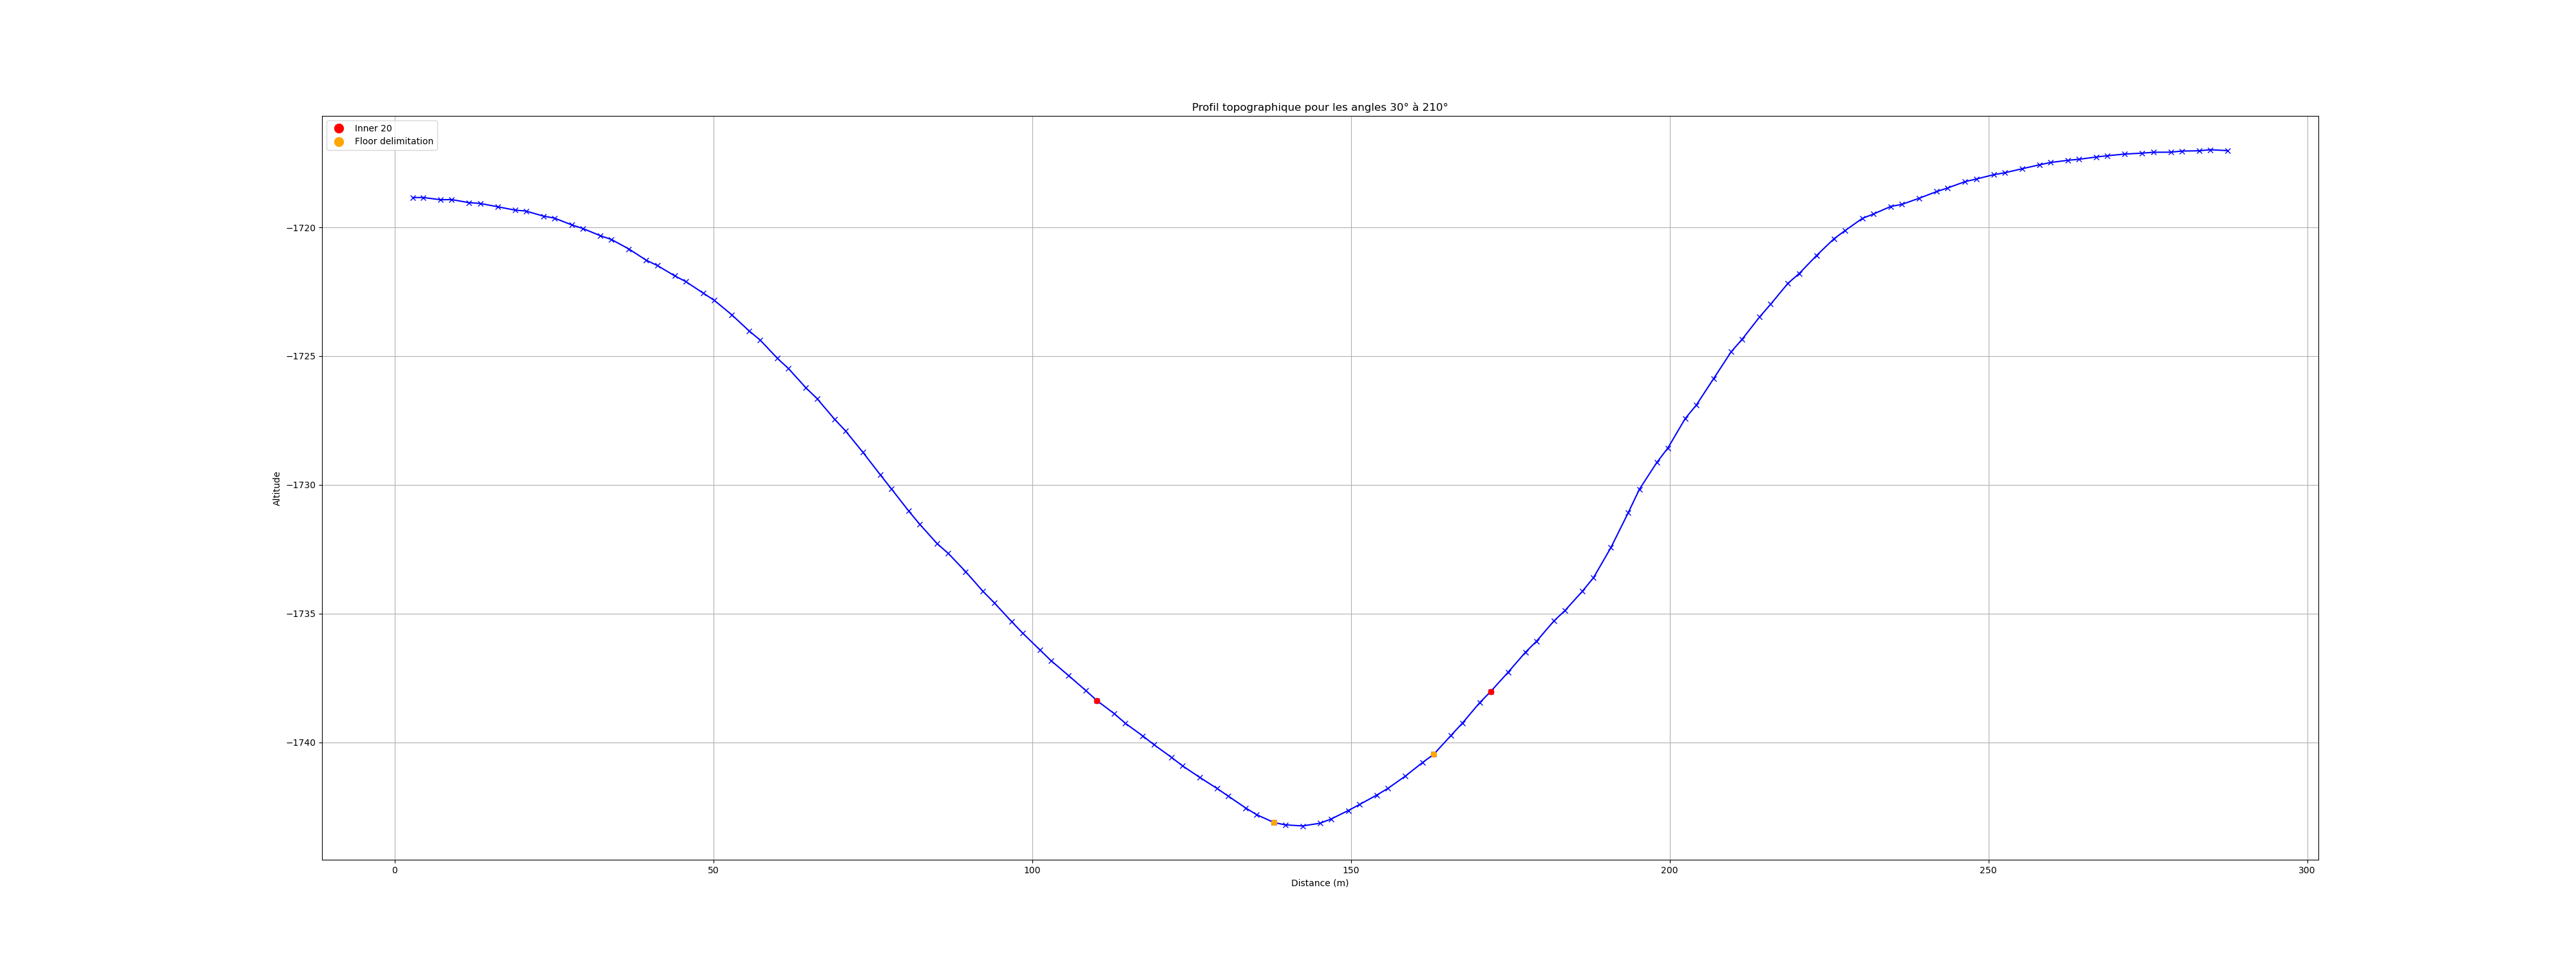 Profil topographique pour les angles 30° à 210°
Inner 20
Floor delimitation
Altitude
−1720
−1725
−1730
−1735
−1740
0 50 100 150 200 250 300
Distance (m)